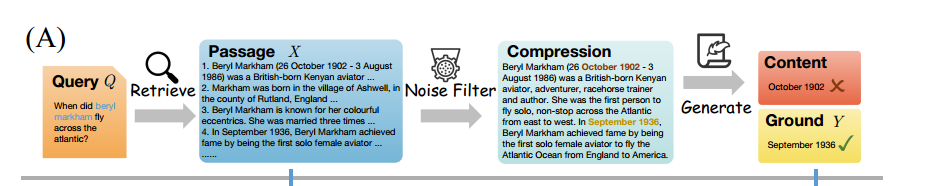 (A)
Query Q
When did beryl
markham fly
across the
atlantic?
Retrieve
Passage X
1. Beryl Markham (26 October 1902 - 3 August
1986) was a British-born Kenyan aviator ...
2. Markham was born in the village of Ashwell, in
the county of Rutland, England ...
3. Beryl Markham is known for her colourful
eccentrics. She was married three times ...
4. In September 1936, Beryl Markham achieved
fame by being the first solo female aviator ...
......
Noise Filter
Compression
Beryl Markham (26 October 1902 - 3
August 1986) was a British-born Kenyan
aviator, adventurer, racehorse trainer
and author. She was the first person to
fly solo, non-stop across the Atlantic
from east to west. In September 1936,
Beryl Markham achieved fame by being
the first solo female aviator to fly the
Atlantic Ocean from England to America.
Generate
Content
October 1902
Ground Y
September 1936